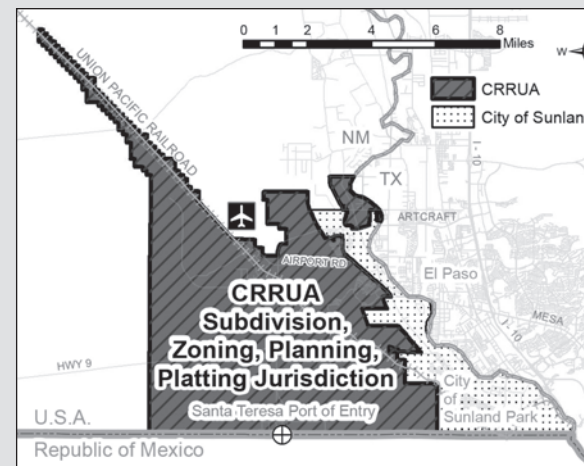 0 1 2 4 6 8
Miles
W
UNION PACIFIC RAILROAD
CRRUA
City of Sunlan
NM
I - 10
TX
ARTCRAFT
AIRPORT RD
El Paso
CRRUA
Subdivision,
Zoning, Planning,
Platting Jurisdiction
MESA
I - 10
HWY 9
City
of
Sunland Park
Santa Teresa Port of Entry
U.S.A.
Republic of Mexico